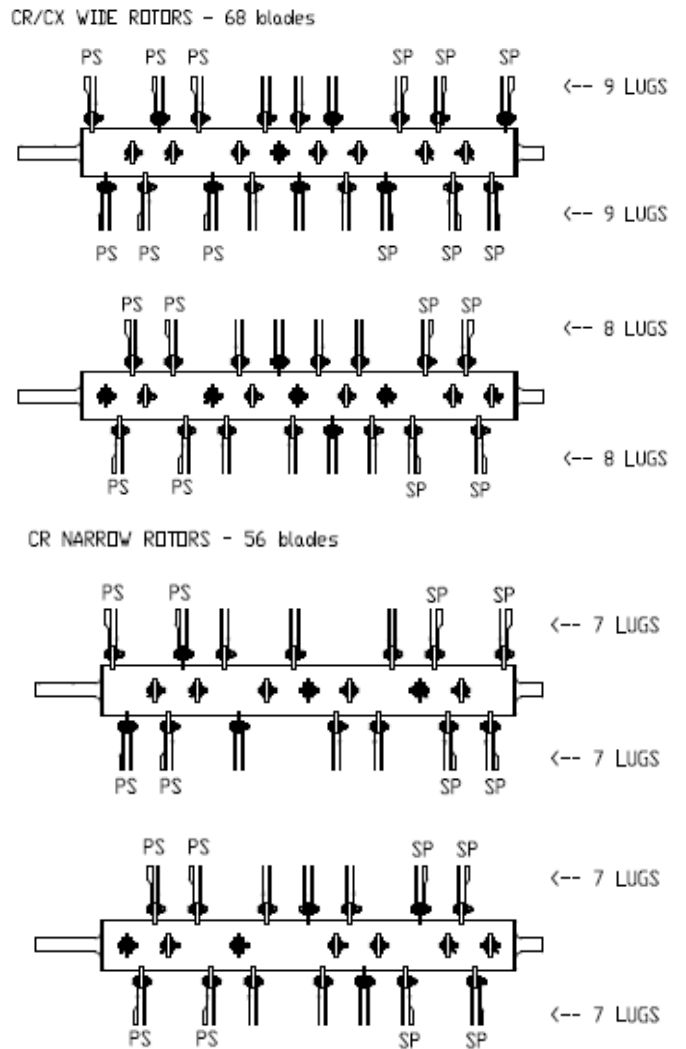 CR/CX WIDE ROTORS - 68 blades
PS PS PS SP SP SP
<-- 9 LUGS
<-- 9 LUGS
PS PS PS SP SP SP
PS PS SP SP
<-- 8 LUGS
<-- 8 LUGS
PS PS SP SP
CR NARROW ROTORS - 56 blades
PS PS SP SP
<-- 7 LUGS
<-- 7 LUGS
PS PS SP SP
PS PS SP SP
<-- 7 LUGS
<-- 7 LUGS
PS PS SP SP